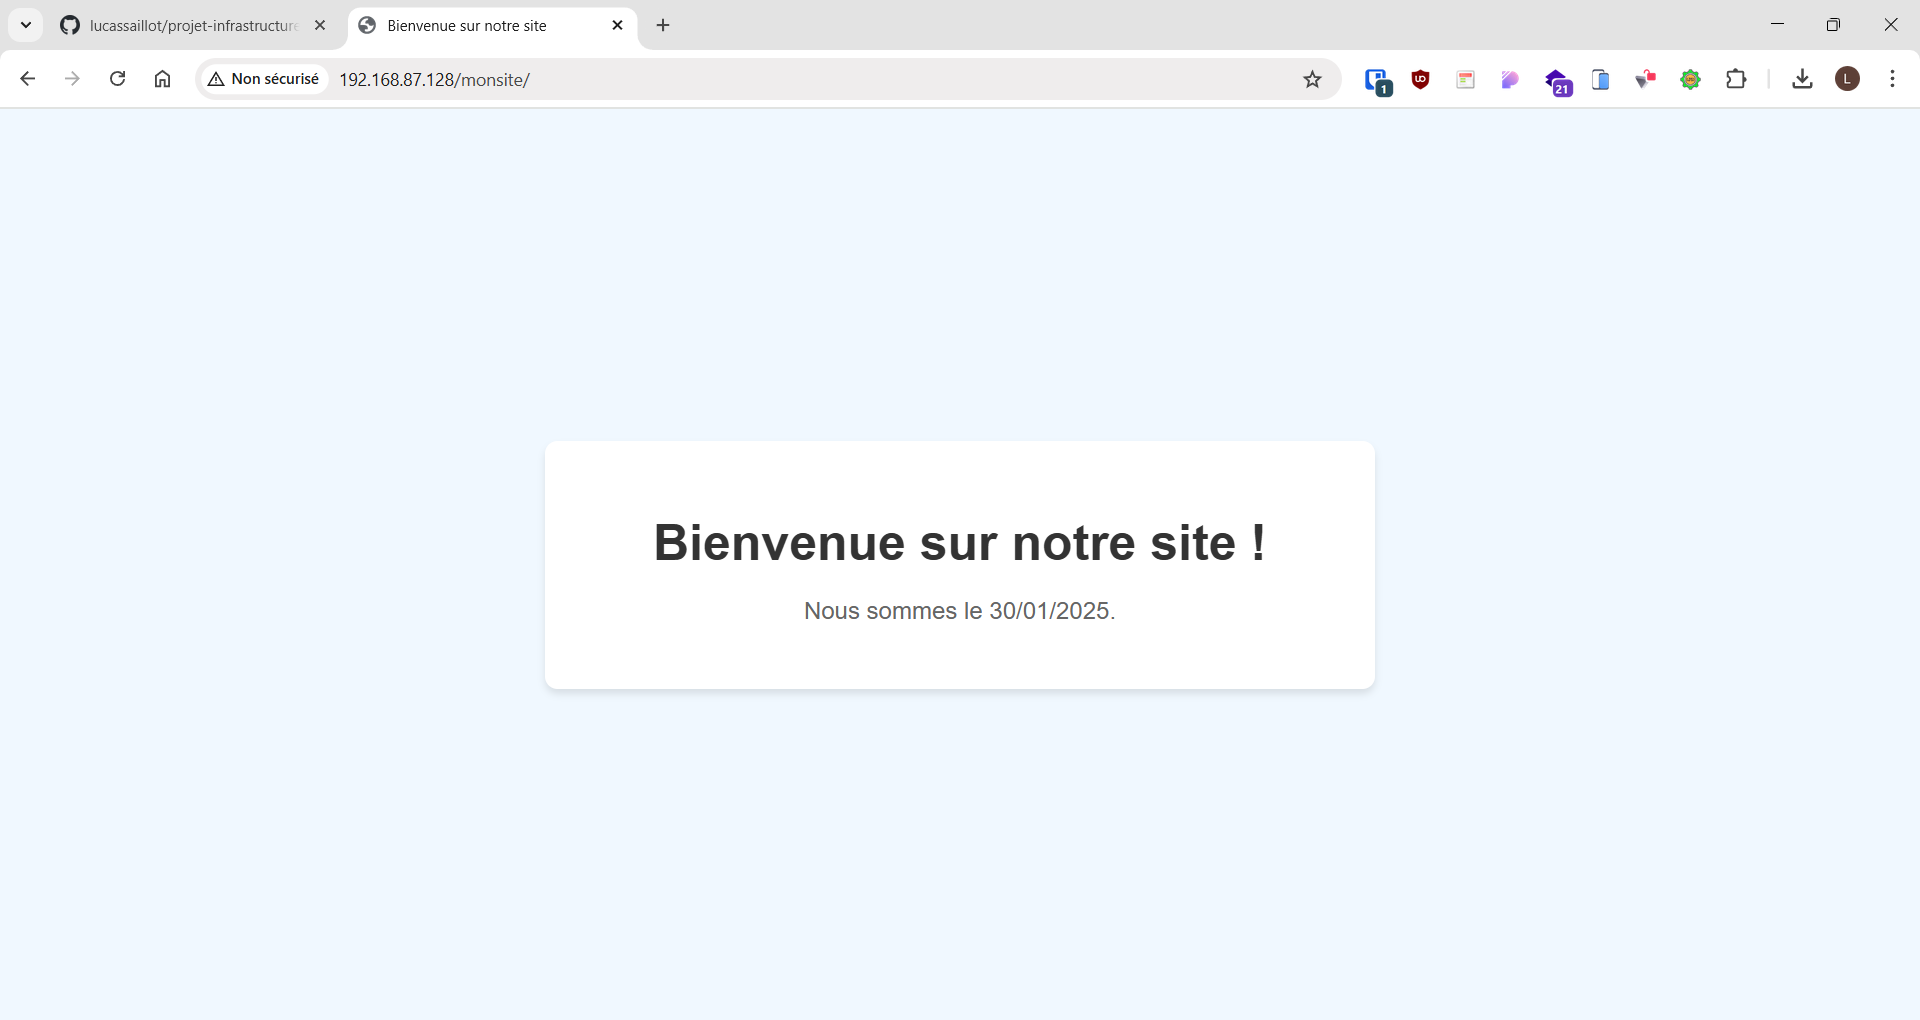 lucassaillot/projet-infrastructure
Bienvenue sur notre site
Non sécurisé
192.168.87.128/monsite/
1
UO
21
L
Bienvenue sur notre site !
Nous sommes le 30/01/2025.